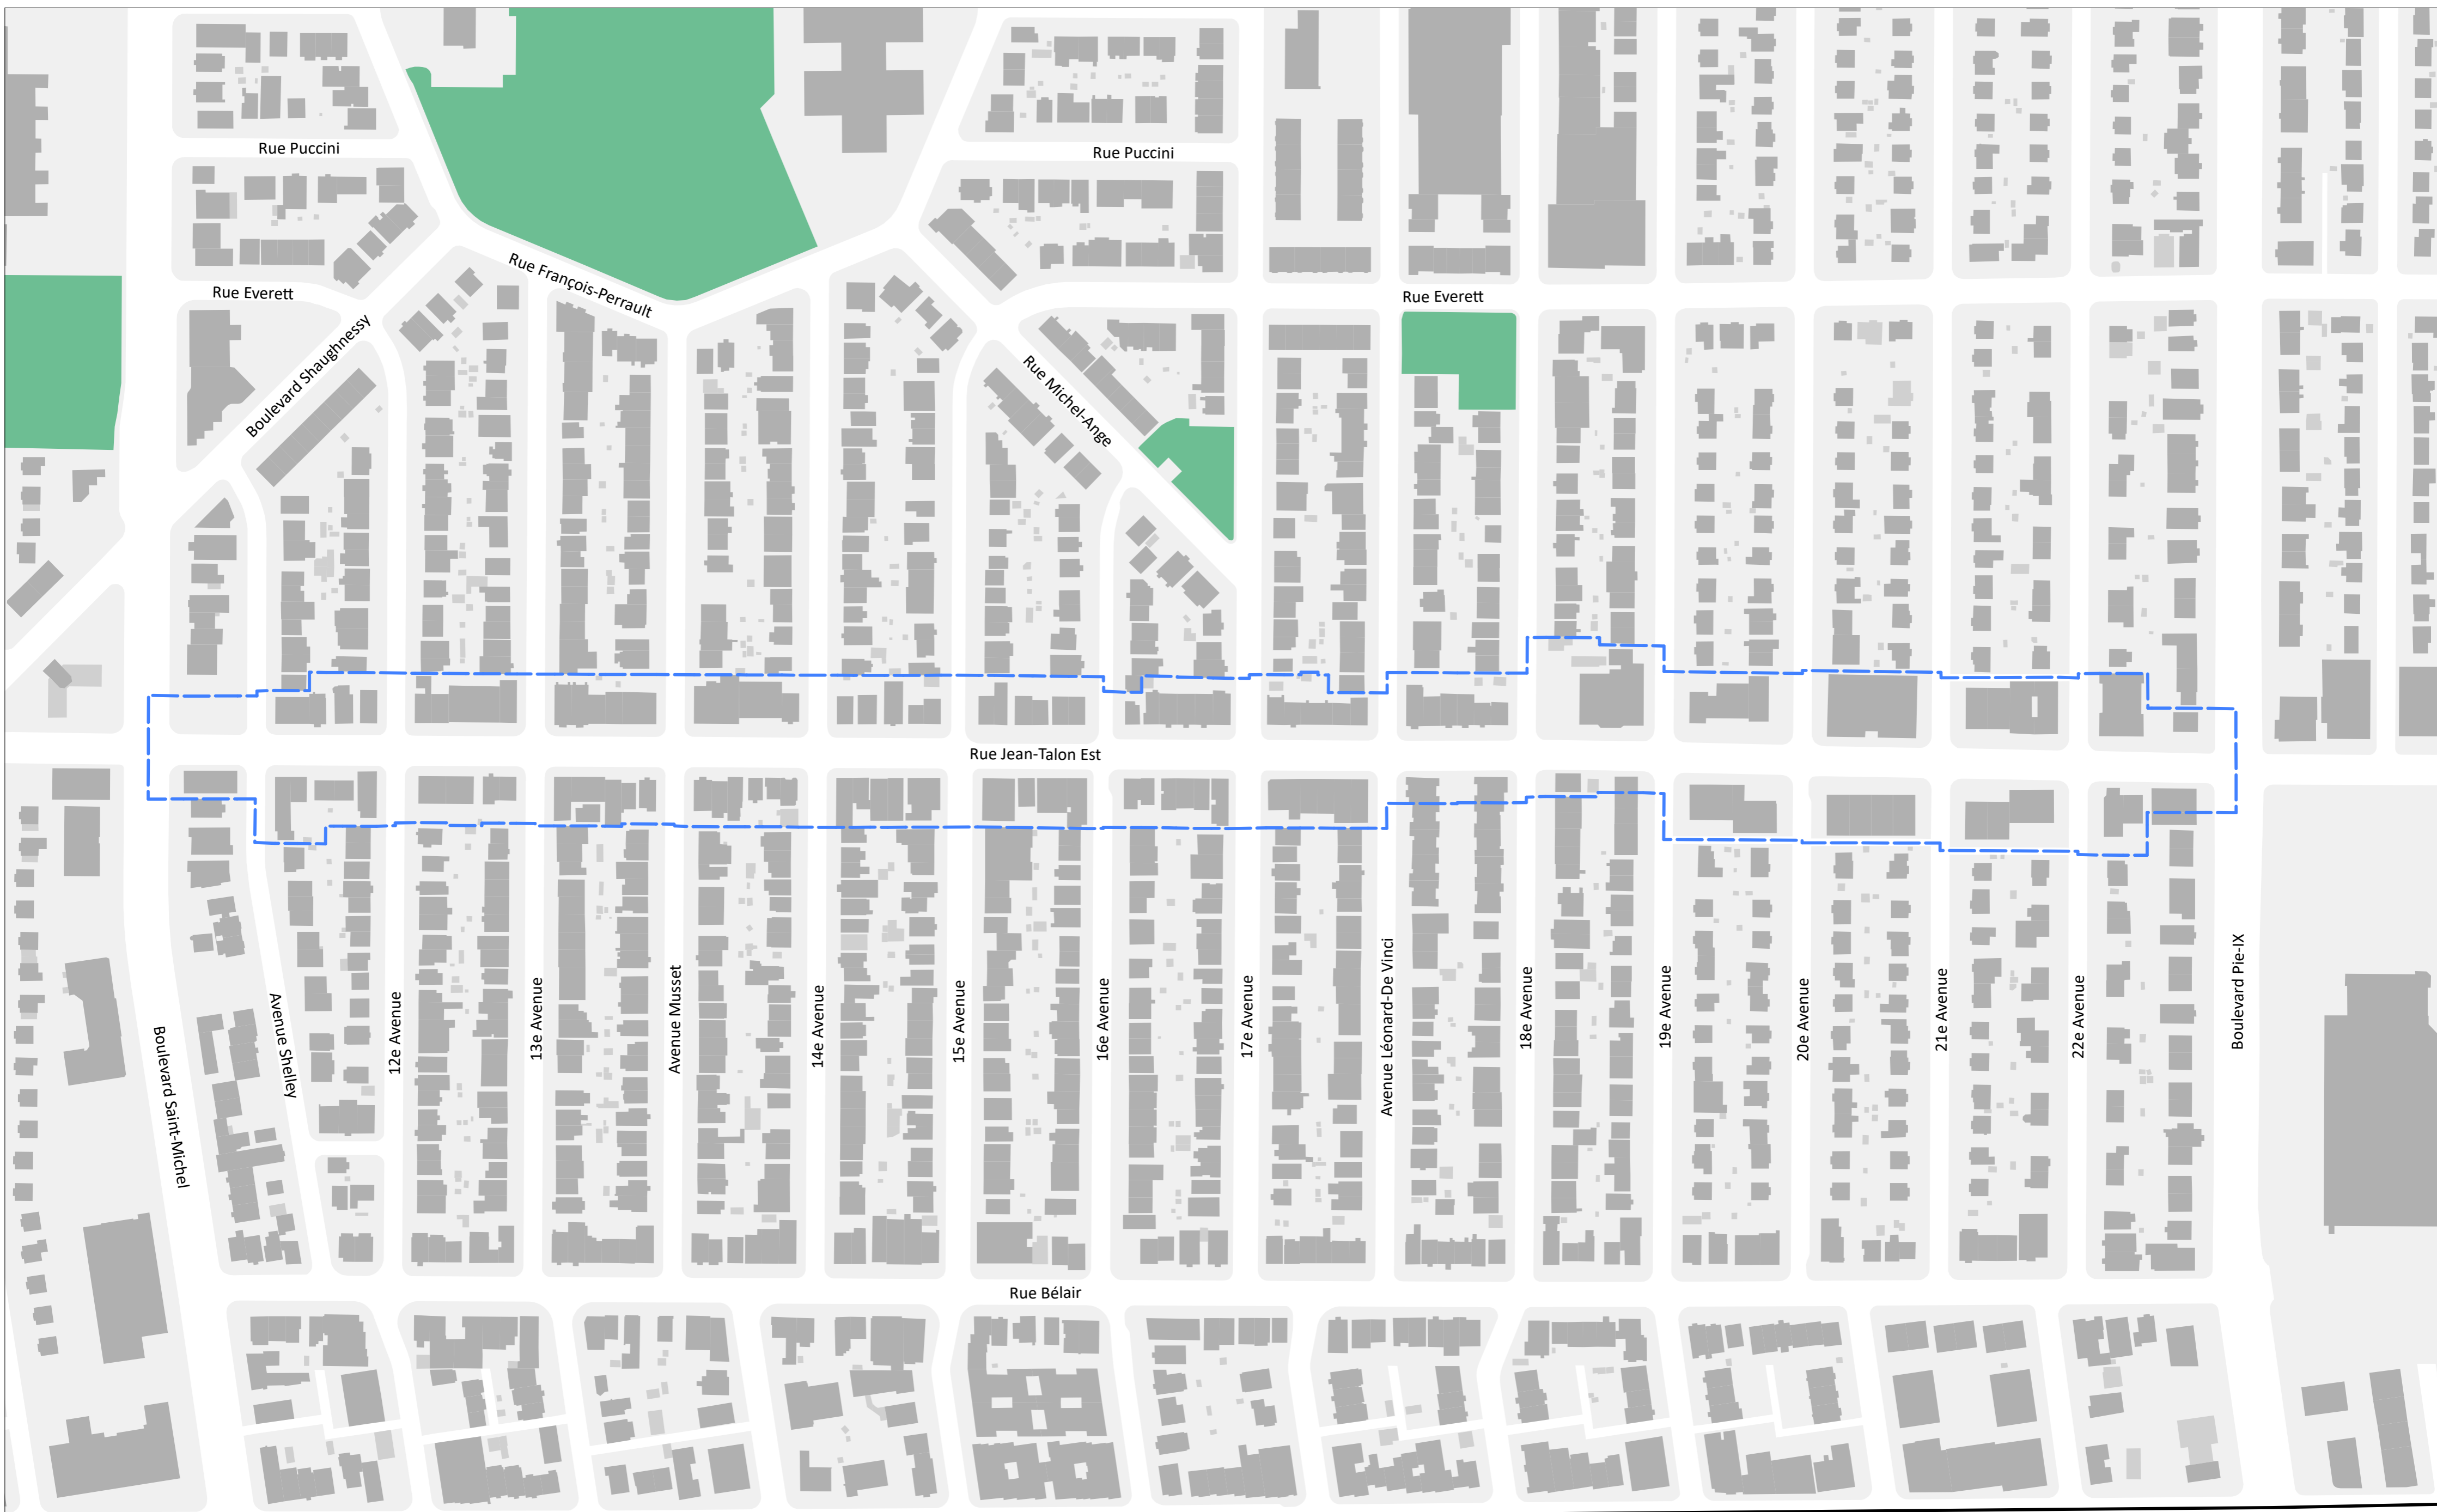 Rue Puccini
Rue Puccini
Rue François-Perrault
Rue Everett
Rue Everett
Boulevard Shaughnessy
Rue Michel-Ange
Rue Jean-Talon Est
Boulevard Saint-Michel
Avenue Shelley
12e Avenue
13e Avenue
Avenue Musset
14e Avenue
15e Avenue
16e Avenue
17e Avenue
Avenue Léonard-De Vinci
18e Avenue
19e Avenue
20e Avenue
21e Avenue
22e Avenue
Boulevard Pie-IX
Rue Bélair